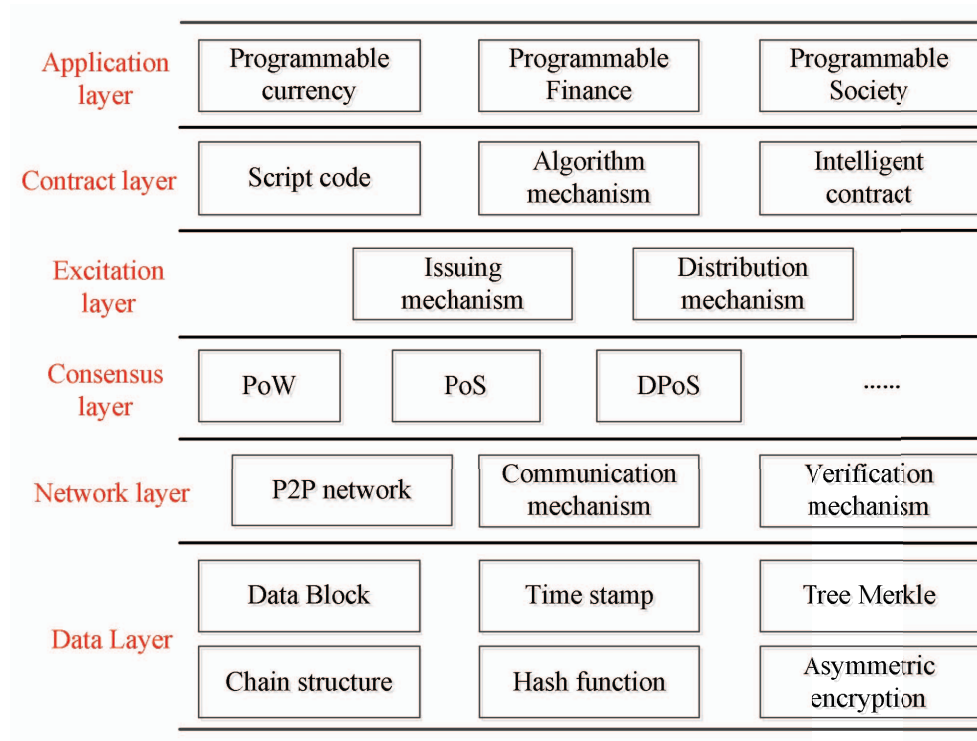 Application
layer
Programmable
currency
Programmable
Finance
Programmable
Society
Contract layer
Script code
Algorithm
mechanism
Intelligent
contract
Excitation
layer
Issuing
mechanism
Distribution
mechanism
Consensus
layer
PoW
PoS
DPoS
......
Network layer
P2P network
Communication
mechanism
Verification
mechanism
Data Layer
Data Block
Time stamp
Tree Merkle
Chain structure
Hash function
Asymmetric
encryption